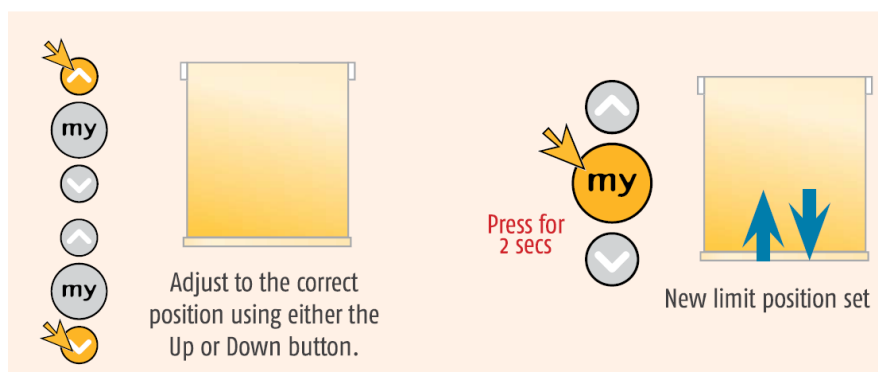 my
my
Adjust to the correct
position using either the
Up or Down button.
my
Press for
2 secs
New limit position set